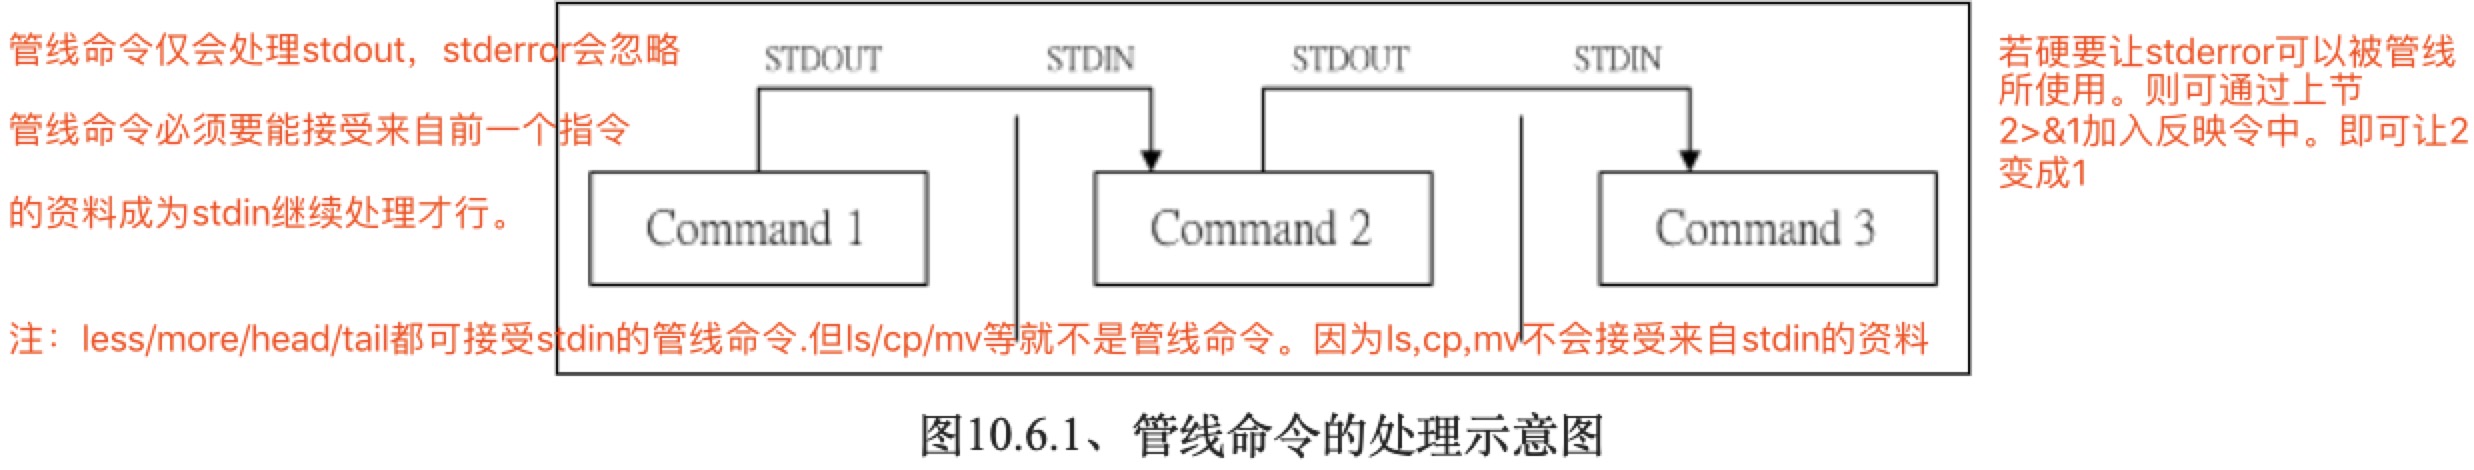 管线命令仅会处理stdout，stderror会忽略
管线命令必须要能接受来自前一个指令
的资料成为stdin继续处理才行。
STDOUT
STDIN
STDOUT
STDIN
若硬要让stderror可以被管线
所使用。则可通过上节
2>&1加入反映令中。即可让2
变成1
Command 1
Command 2
Command 3
注：less/more/head/tail都可接受stdin的管线命令.但ls/cp/mv等就不是管线命令。因为ls,cp,mv不会接受来自stdin的资料
图10.6.1、管线命令的处理示意图